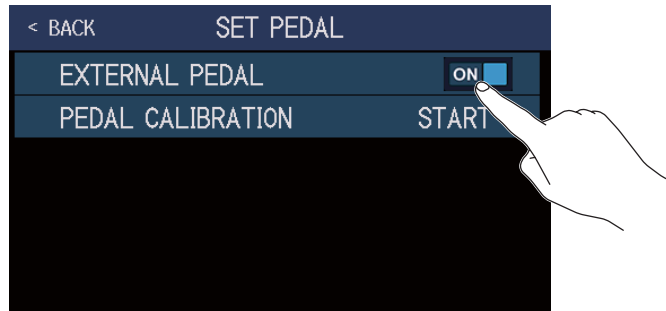 < BACK SET PEDAL
EXTERNAL PEDAL ON
PEDAL CALIBRATION START